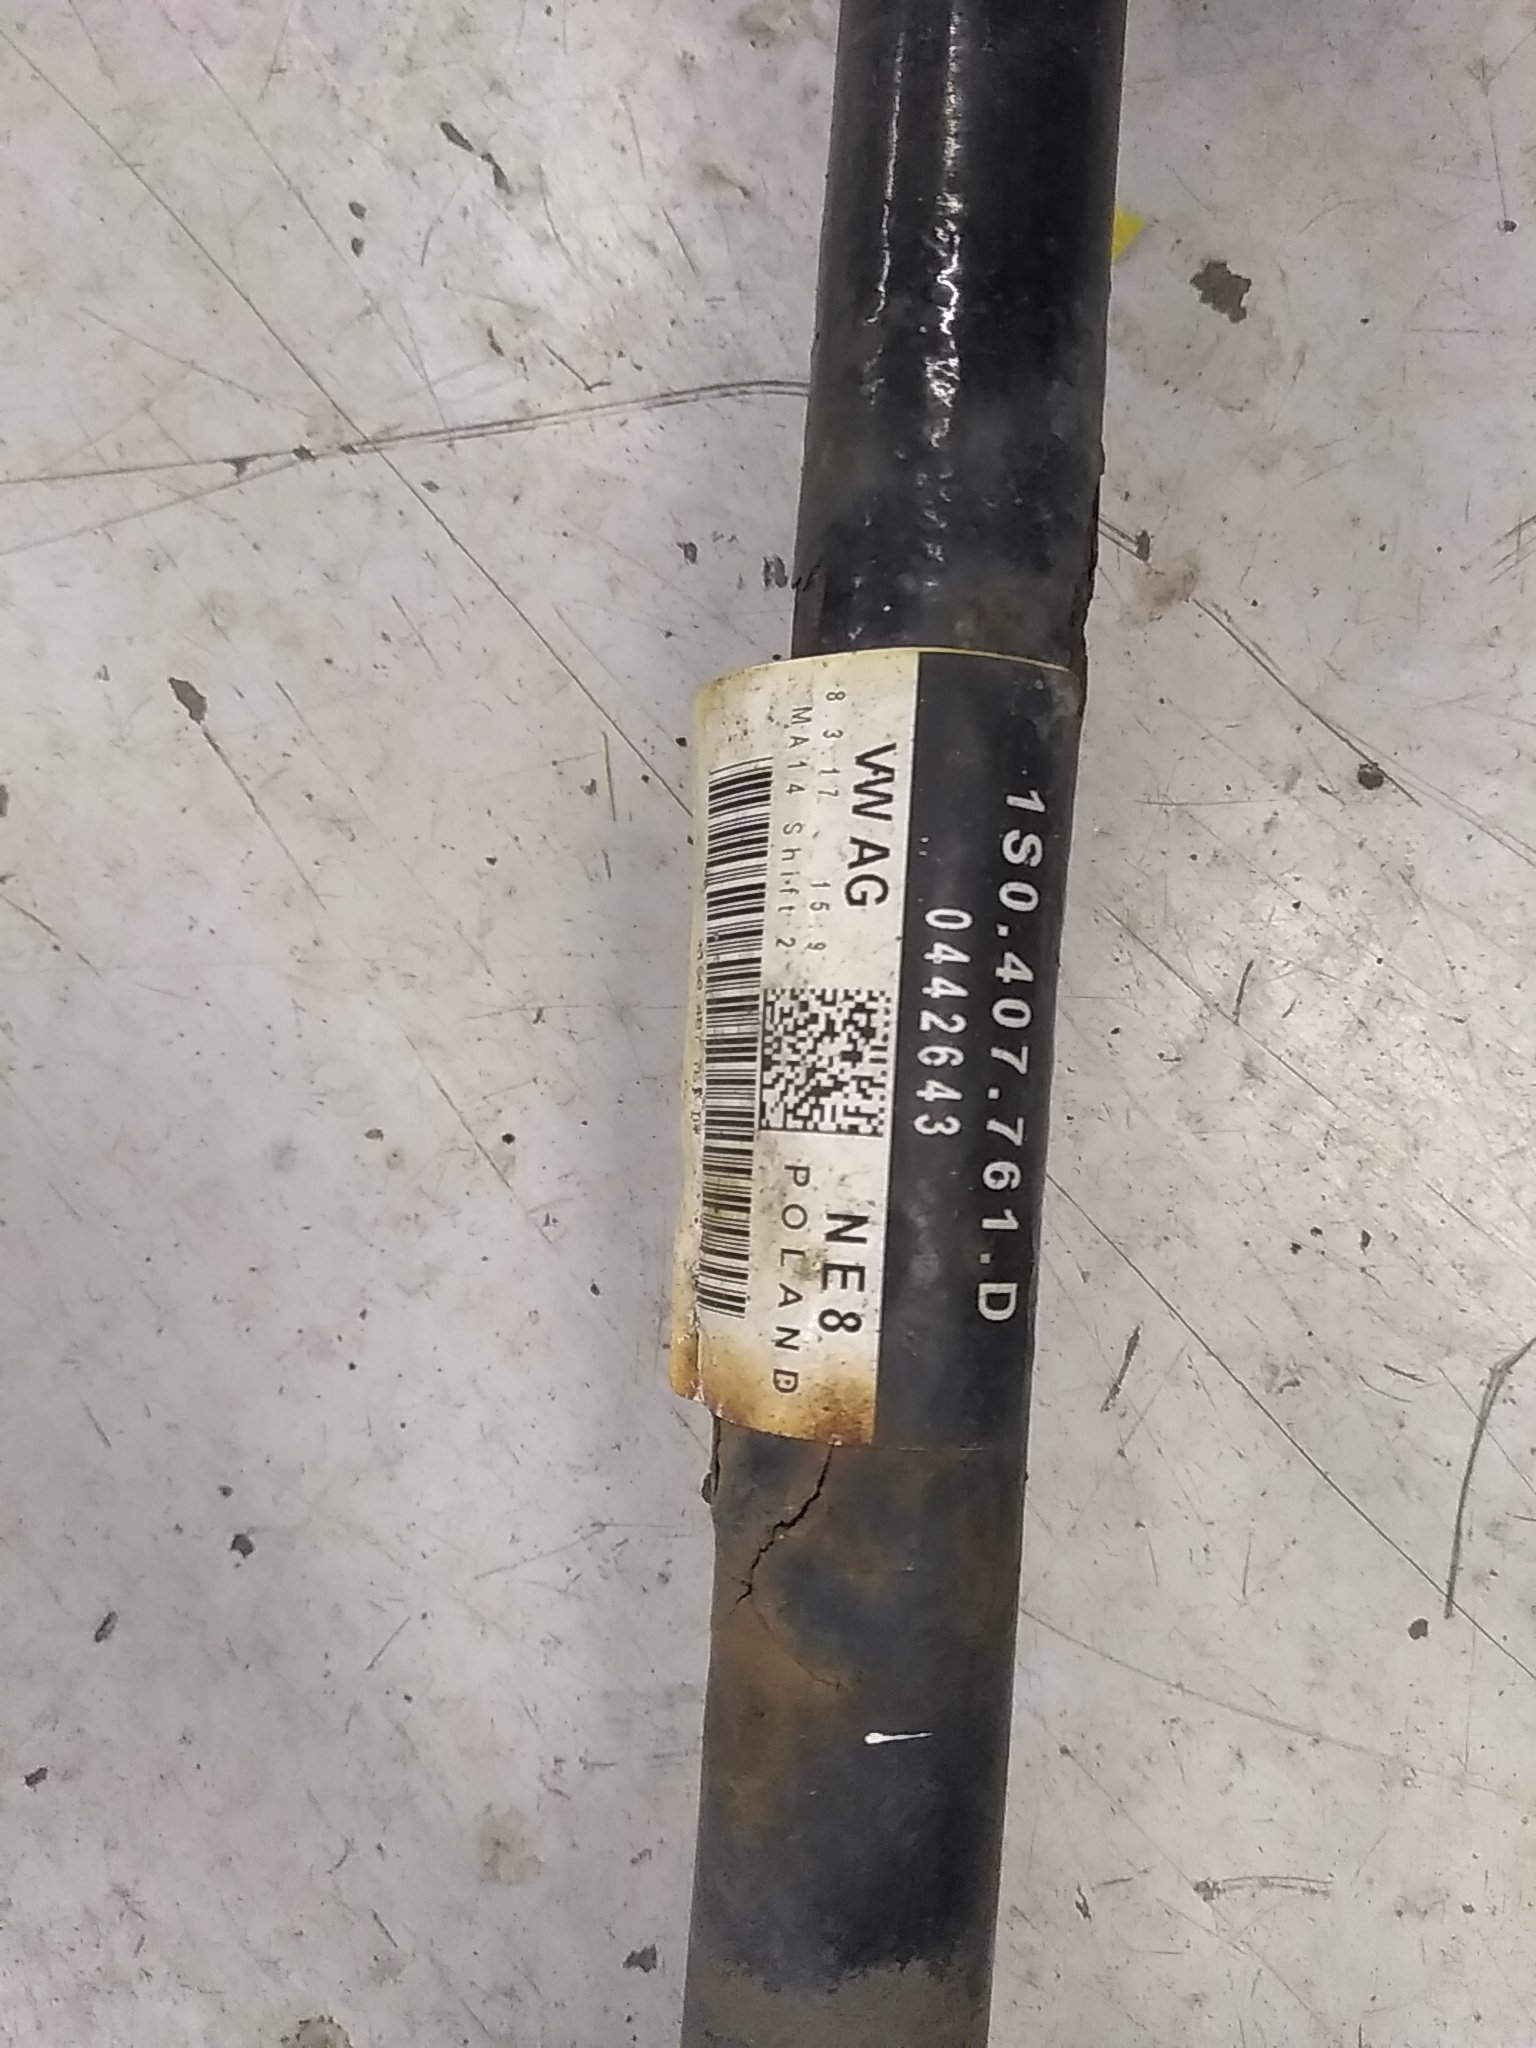 1S0.407.761.D
0442643
VW AG
NE8
8.3.17 - 15:9
POLAND
MA14 Shift 2